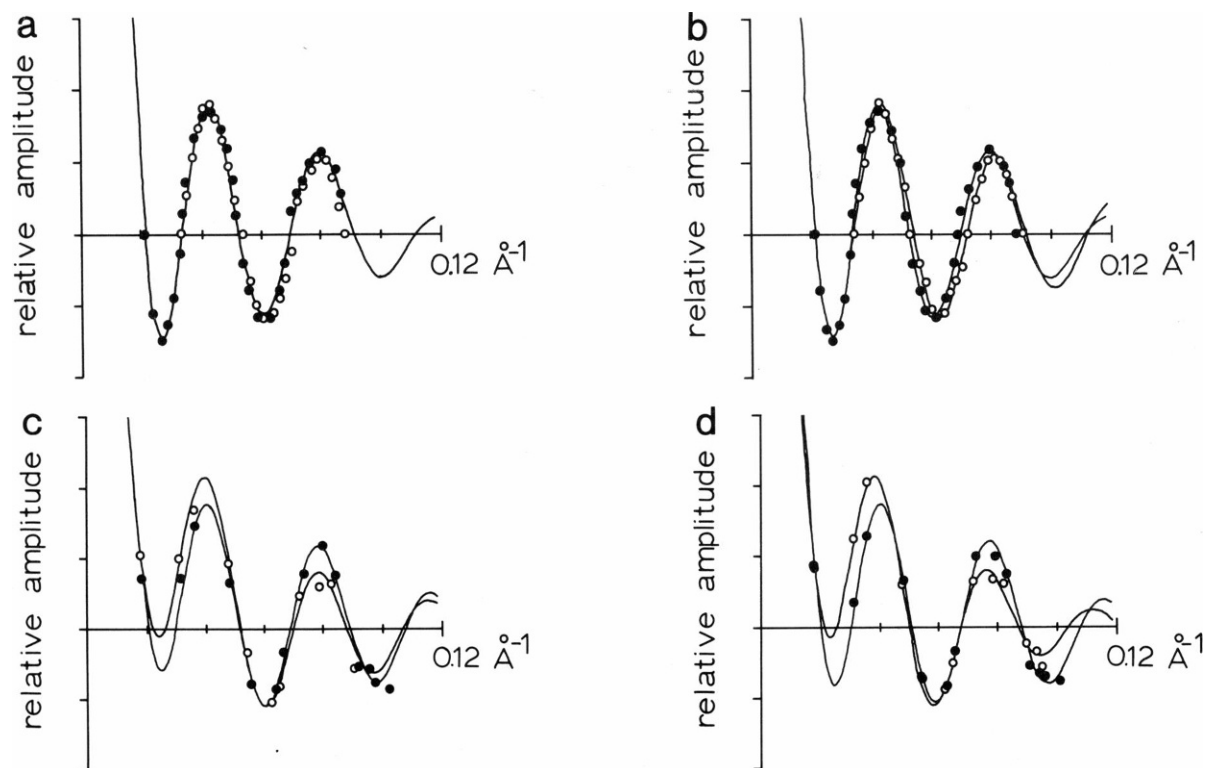 a
relative amplitude
0.12 Å⁻¹
b
relative amplitude
0.12 Å⁻¹
c
relative amplitude
0.12 Å⁻¹
d
relative amplitude
0.12 Å⁻¹